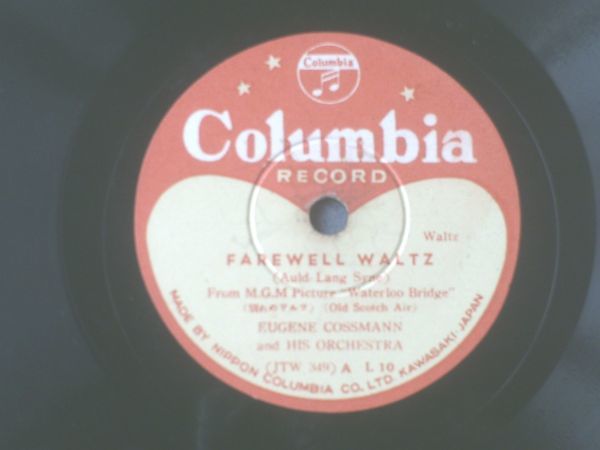 Columbia
Columbia
RECORD
Waltz
FAREWELL WALTZ
(Auld Lang Syne)
From M.G.M Picture "Waterloo Bridge"
(別れのワルツ) (Old Scotch Air)
EUGENE COSSMANN
and HIS ORCHESTRA
(JTW 349) A L 10
MADE BY NIPPON COLUMBIA CO., LTD. KAWASAKI-JAPAN